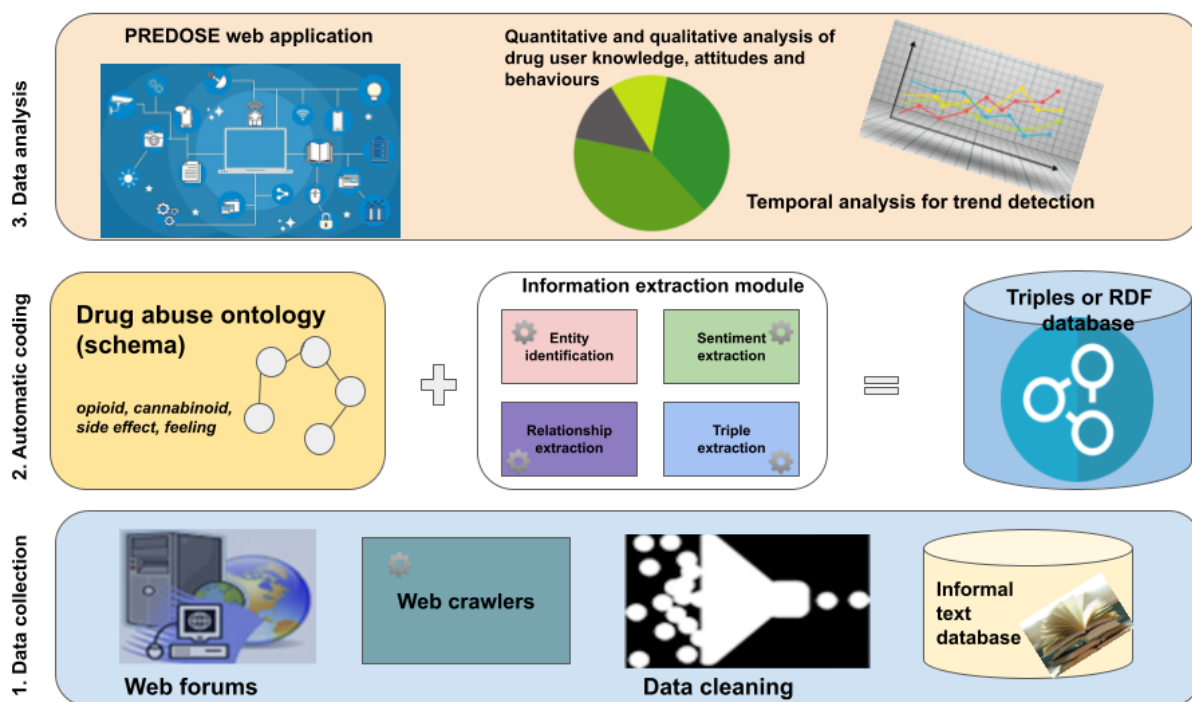 3. Data analysis
PREDOSE web application
Quantitative and qualitative analysis of
drug user knowledge, attitudes and
behaviours
Temporal analysis for trend detection
2. Automatic coding
Drug abuse ontology
(schema)
opioid, cannabinoid,
side effect, feeling
Information extraction module
Entity
identification
Sentiment
extraction
Relationship
extraction
Triple
extraction
Triples or RDF
database
1. Data collection
Web forums
Web crawlers
Data cleaning
Informal
text
database